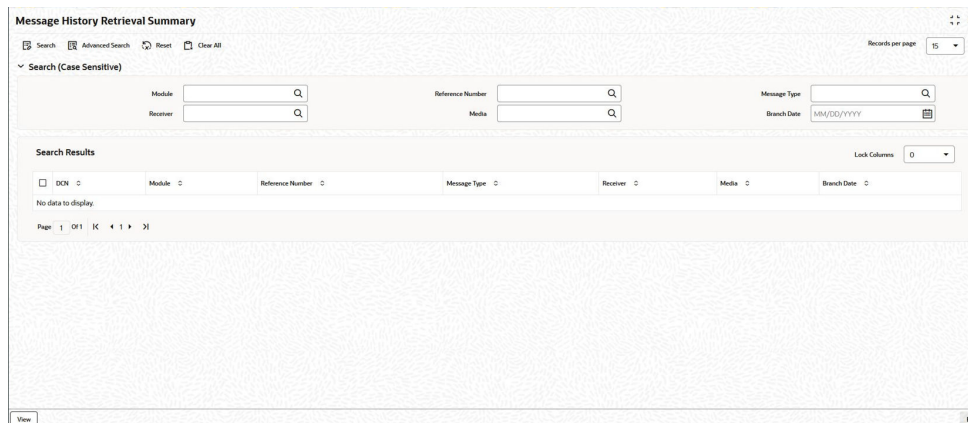 Message History Retrieval Summary
Search Advanced Search Reset Clear All Records per page 15
Search (Case Sensitive)
Module Reference Number Message Type
Receiver Media Branch Date MM/DD/YYYY
Search Results Lock Columns 0
DCN Module Reference Number Message Type Receiver Media Branch Date
No data to display.
Page 1 Of 1 1
View